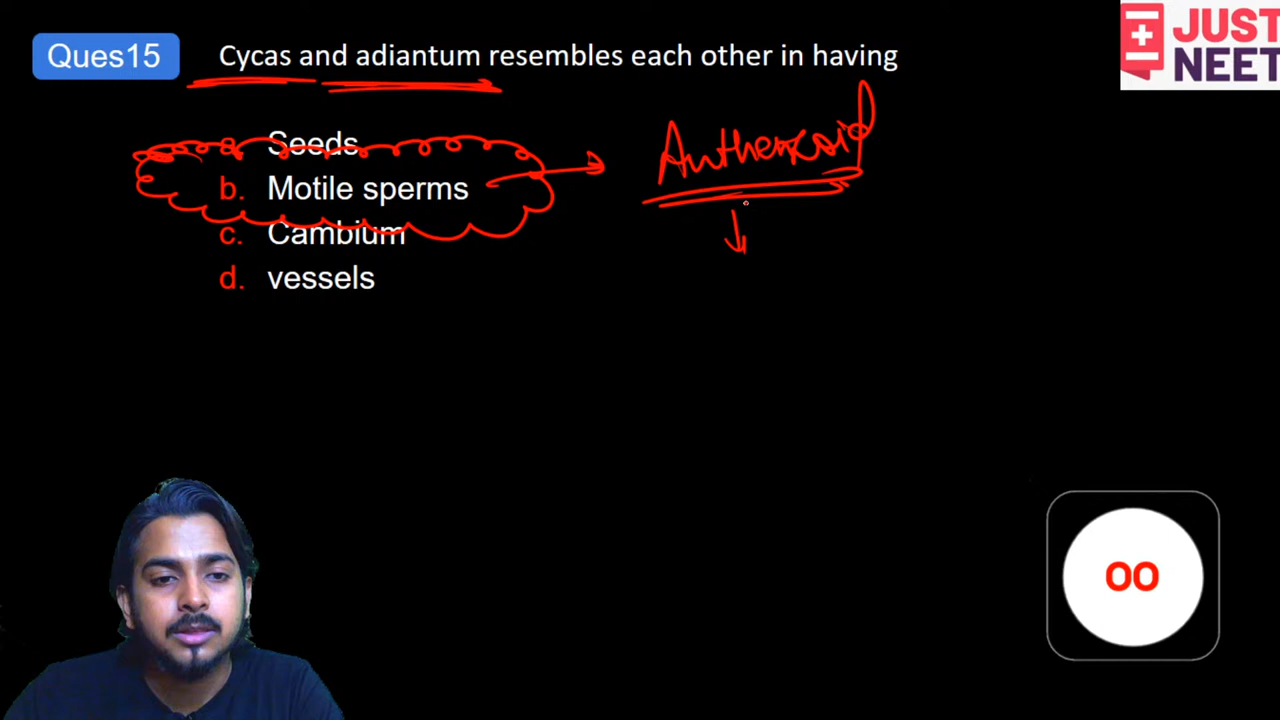 Ques15
Cycas and adiantum resembles each other in having
JUST
NEET
a. Seeds
b. Motile sperms
c. Cambium
d. vessels
Antherozoid
00